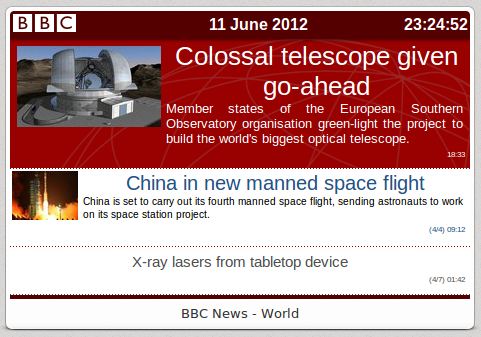 BBC 11 June 2012 23:24:52
Colossal telescope given
go-ahead
Member states of the European Southern
Observatory organisation green-light the project to
build the world's biggest optical telescope.
18:33
China in new manned space flight
China is set to carry out its fourth manned space flight, sending astronauts to work
on its space station project.
(4/4) 09:12
X-ray lasers from tabletop device
(4/7) 01:42
BBC News - World